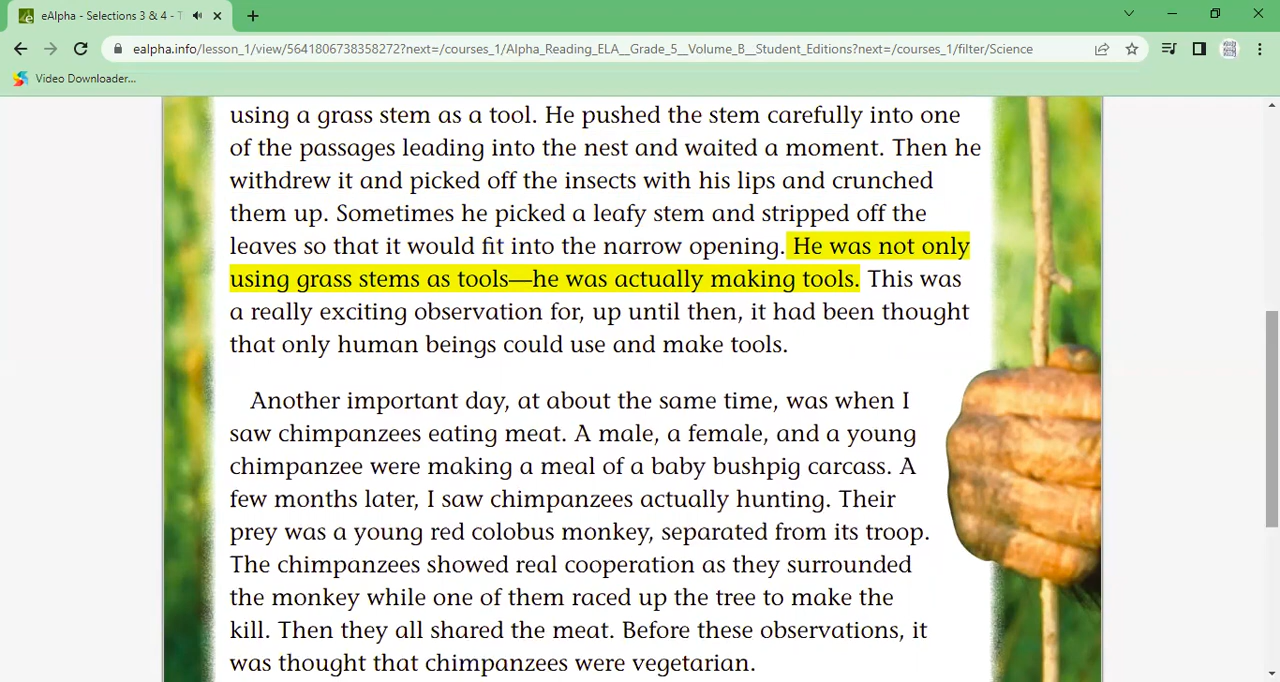 eAlpha - Selections 3 & 4 - T
ealpha.info/lesson_1/view/5641806738358272?next=/courses_1/Alpha_Reading_ELA__Grade_5__Volume_B__Student_Editions?next=/courses_1/filter/Science
Video Downloader...
using a grass stem as a tool. He pushed the stem carefully into one
of the passages leading into the nest and waited a moment. Then he
withdrew it and picked off the insects with his lips and crunched
them up. Sometimes he picked a leafy stem and stripped off the
leaves so that it would fit into the narrow opening. He was not only
using grass stems as tools—he was actually making tools. This was
a really exciting observation for, up until then, it had been thought
that only human beings could use and make tools.
Another important day, at about the same time, was when I
saw chimpanzees eating meat. A male, a female, and a young
chimpanzee were making a meal of a baby bushpig carcass. A
few months later, I saw chimpanzees actually hunting. Their
prey was a young red colobus monkey, separated from its troop.
The chimpanzees showed real cooperation as they surrounded
the monkey while one of them raced up the tree to make the
kill. Then they all shared the meat. Before these observations, it
was thought that chimpanzees were vegetarian.